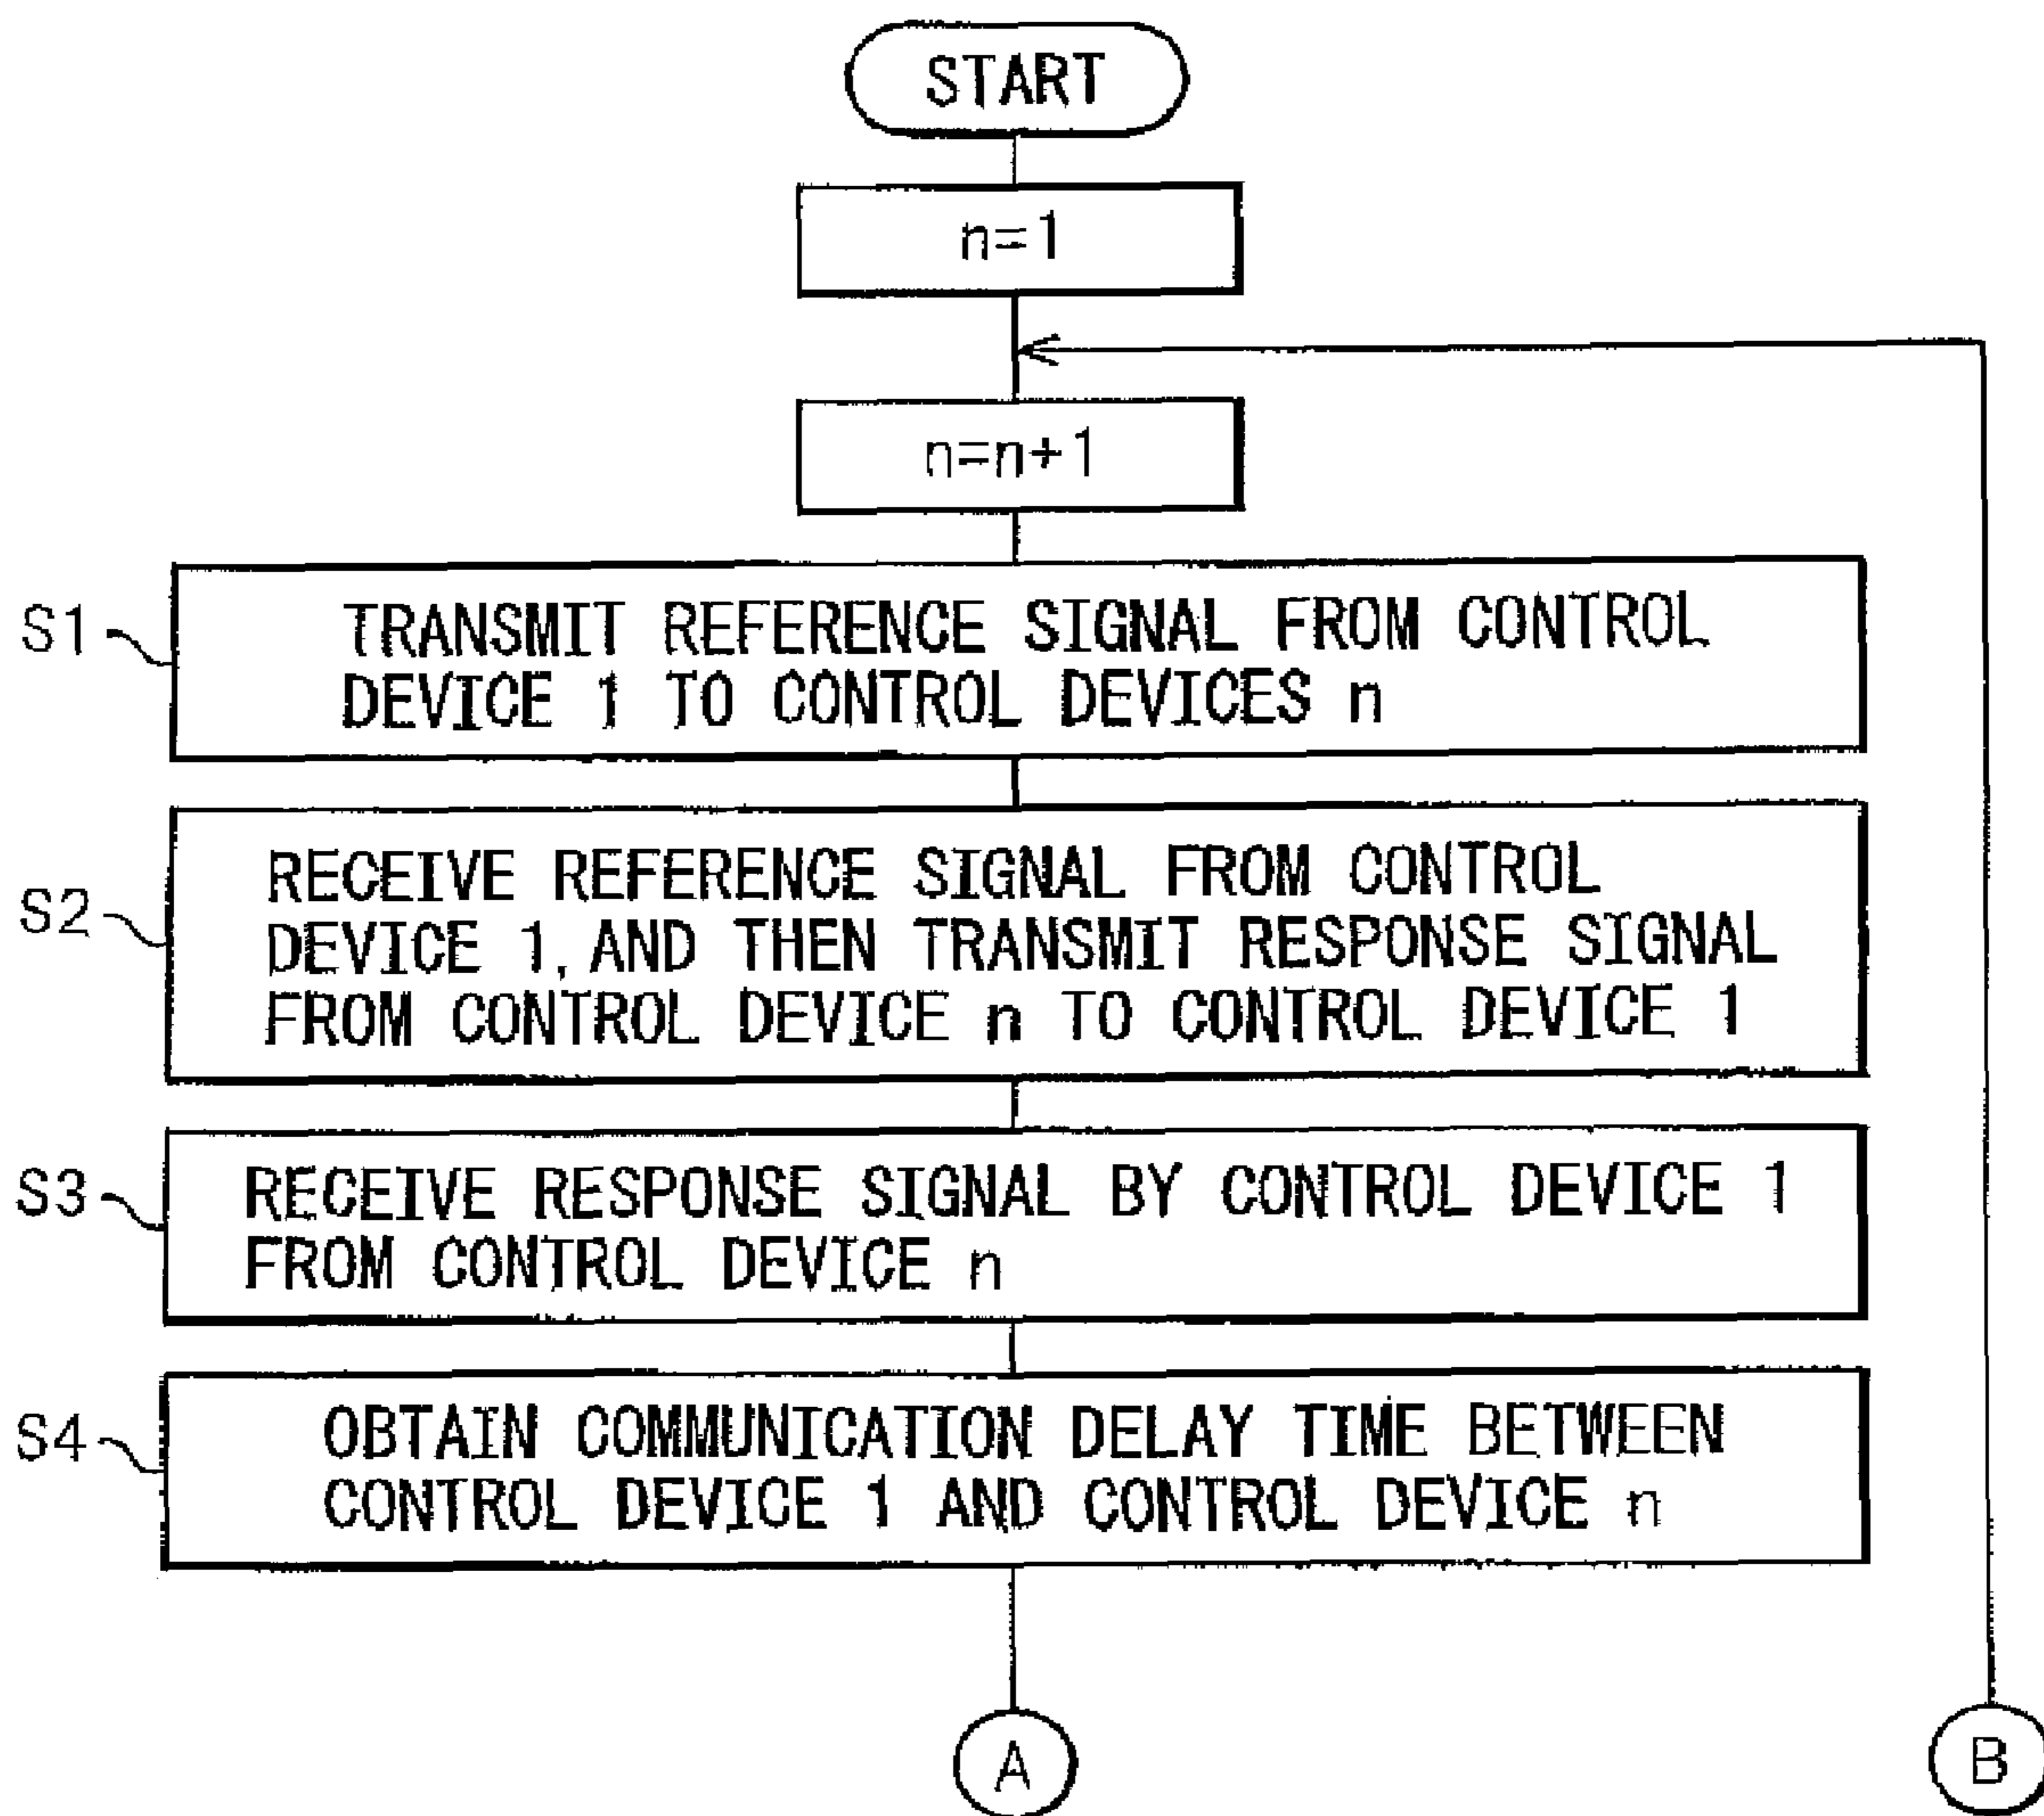 START
n=1
n=n+1
S1
TRANSMIT REFERENCE SIGNAL FROM CONTROL
DEVICE 1 TO CONTROL DEVICES n
S2
RECEIVE REFERENCE SIGNAL FROM CONTROL
DEVICE 1, AND THEN TRANSMIT RESPONSE SIGNAL
FROM CONTROL DEVICE n TO CONTROL DEVICE 1
S3
RECEIVE RESPONSE SIGNAL BY CONTROL DEVICE 1
FROM CONTROL DEVICE n
S4
OBTAIN COMMUNICATION DELAY TIME BETWEEN
CONTROL DEVICE 1 AND CONTROL DEVICE n
A
B